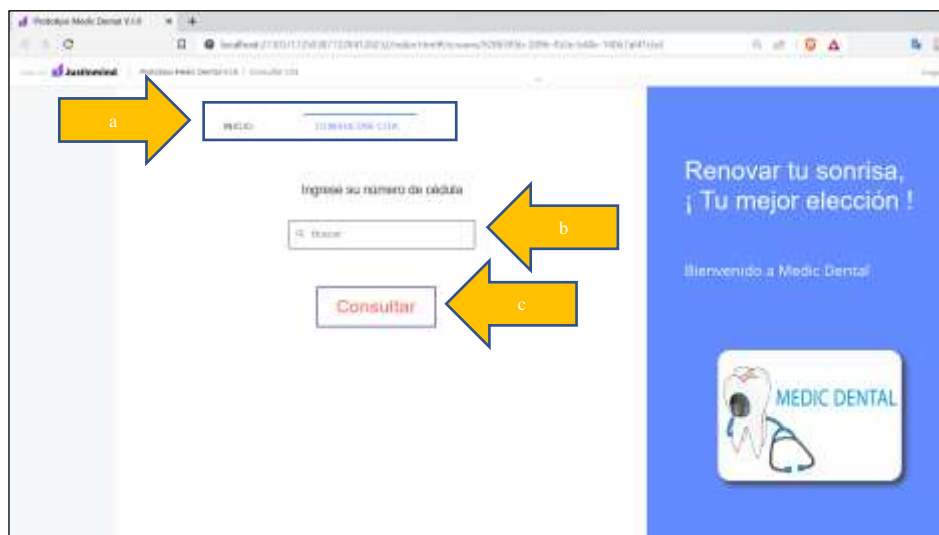 Prototipo Medic Dental V.1.0
Justinmind
a
INICIO
CONSULTAR CITA
Ingrese su número de cédula
Buscar
b
Consultar
c
Renovar tu sonrisa,
¡ Tu mejor elección !
Bienvenido a Medic Dental
MEDIC DENTAL